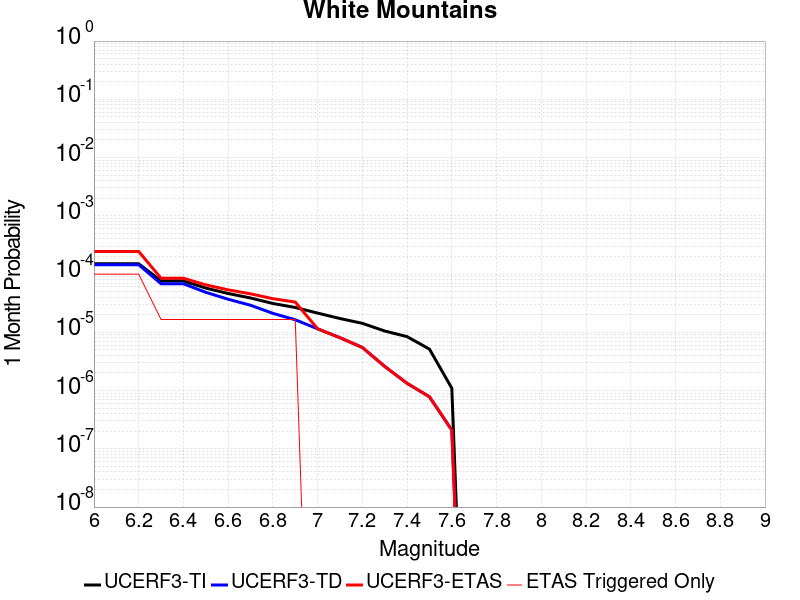 White Mountains
10^0
10^-1
10^-2
10^-3
10^-4
10^-5
10^-6
10^-7
10^-8
1 Month Probability
6 6.2 6.4 6.6 6.8 7 7.2 7.4 7.6 7.8 8 8.2 8.4 8.6 8.8 9
Magnitude
UCERF3-TI UCERF3-TD UCERF3-ETAS ETAS Triggered Only